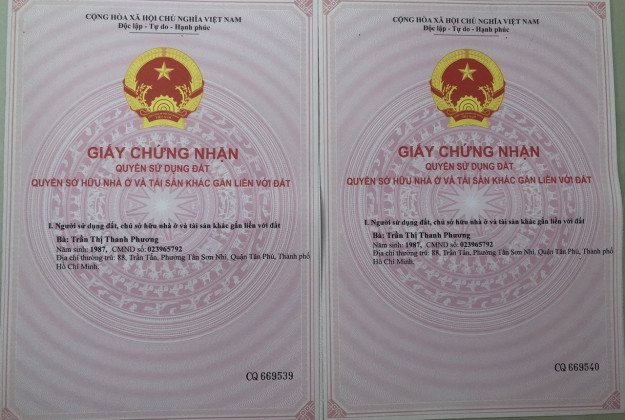 CỘNG HÒA XÃ HỘI CHỦ NGHĨA VIỆT NAM
Độc lập - Tự do - Hạnh phúc
GIẤY CHỨNG NHẬN
QUYỀN SỬ DỤNG ĐẤT
QUYỀN SỞ HỮU NHÀ Ở VÀ TÀI SẢN KHÁC GẮN LIỀN VỚI ĐẤT
I. Người sử dụng đất, chủ sở hữu nhà ở và tài sản khác gắn liền với đất
Bà: Trần Thị Thanh Phương
Năm sinh: 1987, CMND số: 023965792
Địa chỉ thường trú: 88, Trần Tấn, Phường Tân Sơn Nhì, Quận Tân Phú, Thành phố
Hồ Chí Minh.
CQ 669539
CỘNG HÒA XÃ HỘI CHỦ NGHĨA VIỆT NAM
Độc lập - Tự do - Hạnh phúc
GIẤY CHỨNG NHẬN
QUYỀN SỬ DỤNG ĐẤT
QUYỀN SỞ HỮU NHÀ Ở VÀ TÀI SẢN KHÁC GẮN LIỀN VỚI ĐẤT
I. Người sử dụng đất, chủ sở hữu nhà ở và tài sản khác gắn liền với đất
Bà: Trần Thị Thanh Phương
Năm sinh: 1987, CMND số: 023965792
Địa chỉ thường trú: 88, Trần Tấn, Phường Tân Sơn Nhì, Quận Tân Phú, Thành phố
Hồ Chí Minh.
CQ 669540